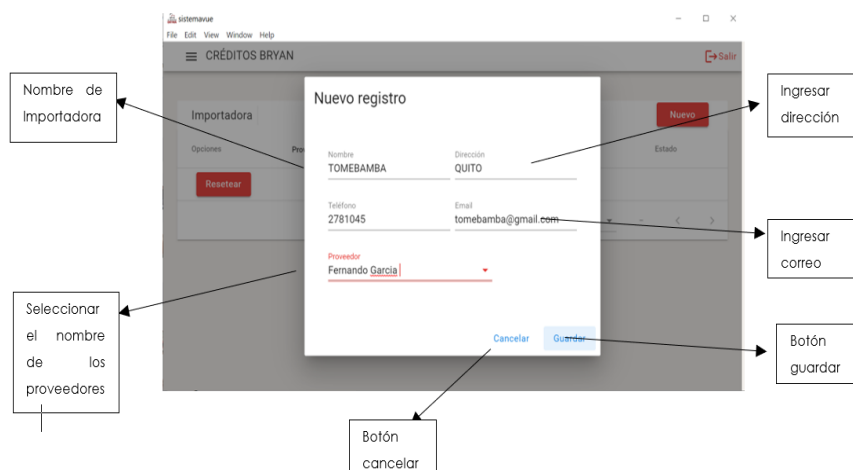 sistemavue
File Edit View Window Help
CRÉDITOS BRYAN
Salir
Nombre de
Importadora
Ingresar
dirección
Nuevo registro
Importadora
Nuevo
Opciones
Estado
Nombre
TOMEBAMBA
Dirección
QUITO
Resetear
Teléfono
2781045
Email
tomebamba@gmail.com
Ingresar
correo
Proveedor
Fernando Garcia
Seleccionar
el nombre
de los
proveedores
Cancelar
Guardar
Botón
guardar
Botón
cancelar